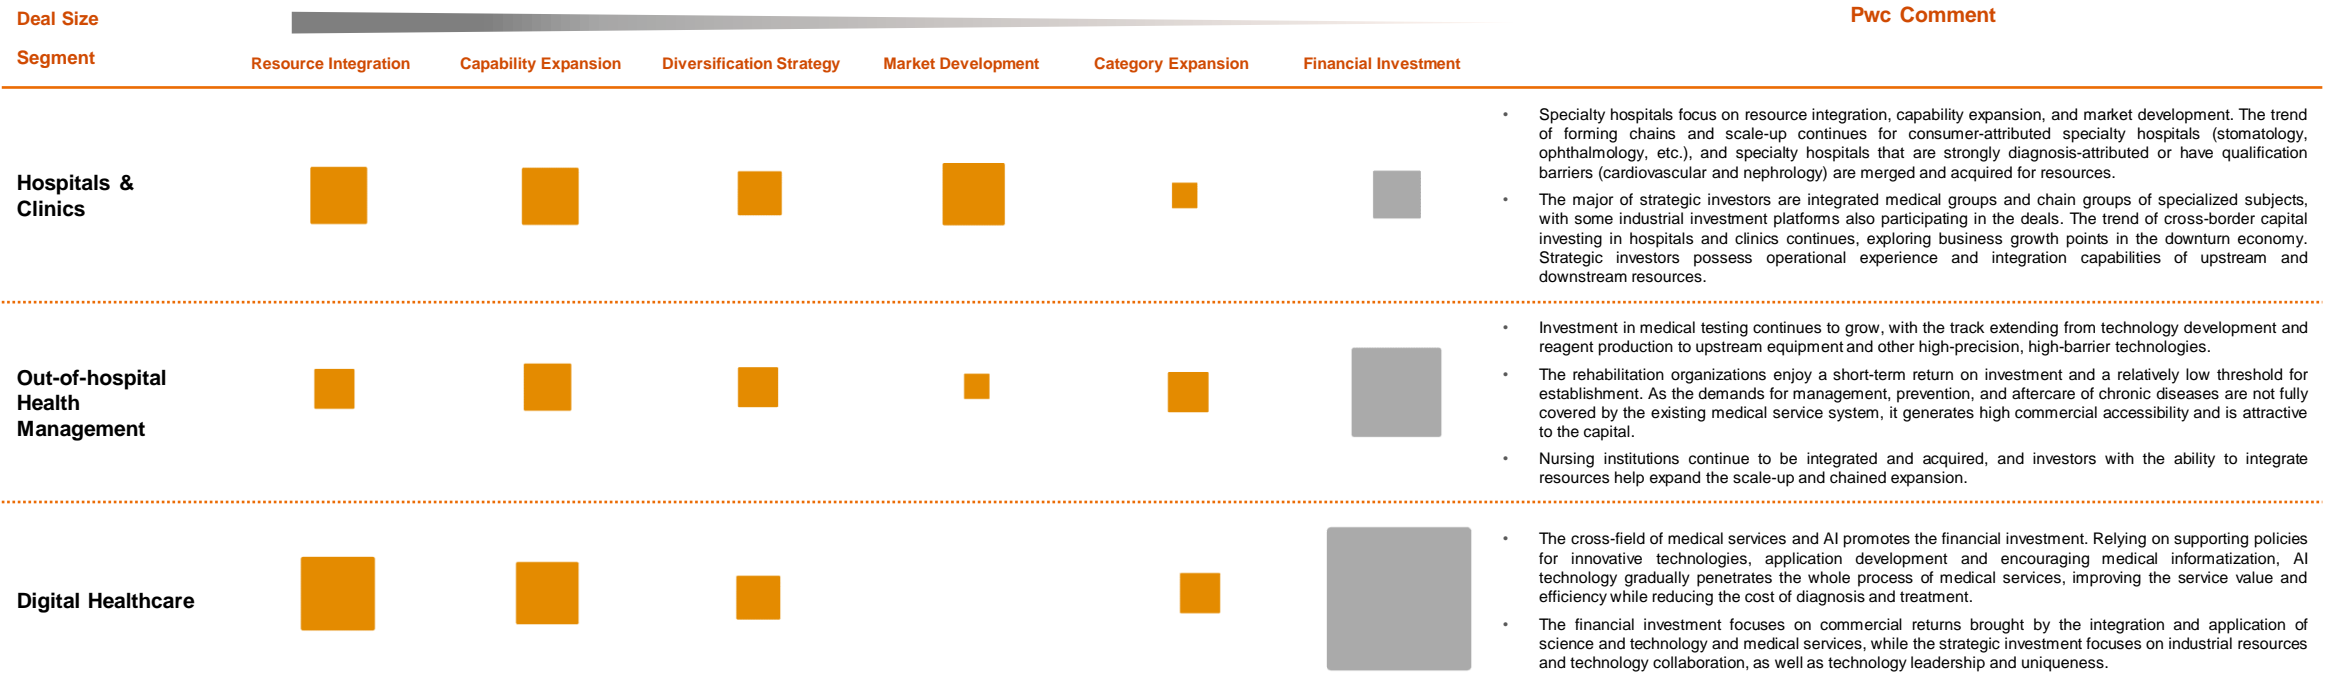 Deal Size
Pwc Comment
Segment
Resource Integration
Capability Expansion
Diversification Strategy
Market Development
Category Expansion
Financial Investment
Hospitals &
Clinics
• Specialty hospitals focus on resource integration, capability expansion, and market development. The trend
of forming chains and scale-up continues for consumer-attributed specialty hospitals (stomatology,
ophthalmology, etc.), and specialty hospitals that are strongly diagnosis-attributed or have qualification
barriers (cardiovascular and nephrology) are merged and acquired for resources.
• The major of strategic investors are integrated medical groups and chain groups of specialized subjects,
with some industrial investment platforms also participating in the deals. The trend of cross-border capital
investing in hospitals and clinics continues, exploring business growth points in the downturn economy.
Strategic investors possess operational experience and integration capabilities of upstream and
downstream resources.
Out-of-hospital
Health
Management
• Investment in medical testing continues to grow, with the track extending from technology development and
reagent production to upstream equipment and other high-precision, high-barrier technologies.
• The rehabilitation organizations enjoy a short-term return on investment and a relatively low threshold for
establishment. As the demands for management, prevention, and aftercare of chronic diseases are not fully
covered by the existing medical service system, it generates high commercial accessibility and is attractive
to the capital.
• Nursing institutions continue to be integrated and acquired, and investors with the ability to integrate
resources help expand the scale-up and chained expansion.
Digital Healthcare
• The cross-field of medical services and AI promotes the financial investment. Relying on supporting policies
for innovative technologies, application development and encouraging medical informatization, AI
technology gradually penetrates the whole process of medical services, improving the service value and
efficiency while reducing the cost of diagnosis and treatment.
• The financial investment focuses on commercial returns brought by the integration and application of
science and technology and medical services, while the strategic investment focuses on industrial resources
and technology collaboration, as well as technology leadership and uniqueness.